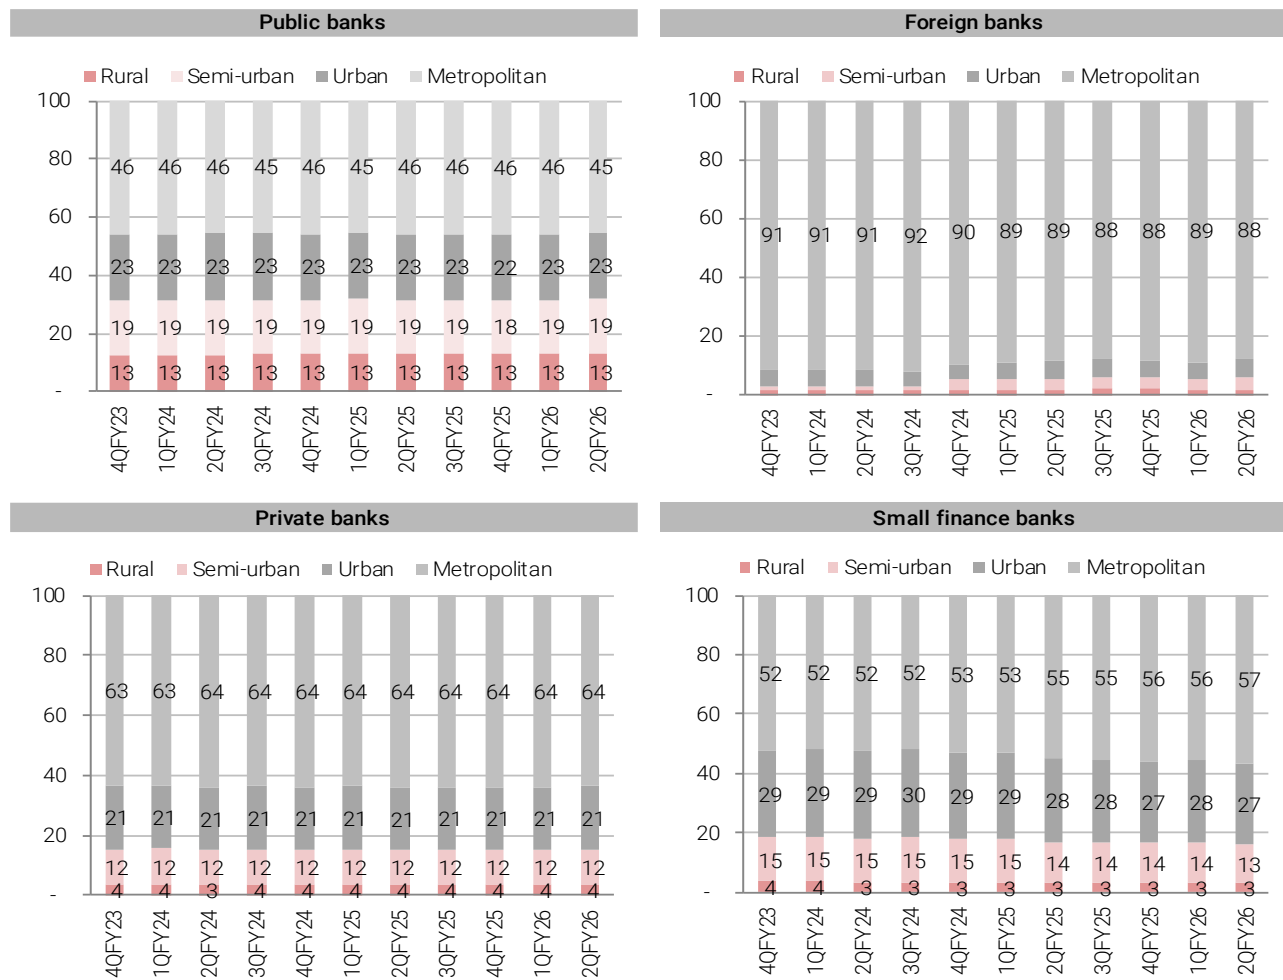 Public banks
Rural Semi-urban Urban Metropolitan
100
80
60
40
20
-
46 46 46 45 46 45 46 46 46 46 45
23 23 23 23 23 23 23 23 22 23 23
19 19 19 19 19 19 19 19 18 19 19
13 13 13 13 13 13 13 13 13 13 13
4QFY23 1QFY24 2QFY24 3QFY24 4QFY24 1QFY25 2QFY25 3QFY25 4QFY25 1QFY26 2QFY26
Foreign banks
Rural Semi-urban Urban Metropolitan
100
80
60
40
20
-
91 91 91 92 90 89 89 88 88 89 88
4QFY23 1QFY24 2QFY24 3QFY24 4QFY24 1QFY25 2QFY25 3QFY25 4QFY25 1QFY26 2QFY26
Private banks
Rural Semi-urban Urban Metropolitan
100
80
60
40
20
-
63 63 64 64 64 64 64 64 64 64 64
21 21 21 21 21 21 21 21 21 21 21
12 12 12 12 12 12 12 12 12 12 12
4 4 3 4 4 4 4 4 4 4 4
4QFY23 1QFY24 2QFY24 3QFY24 4QFY24 1QFY25 2QFY25 3QFY25 4QFY25 1QFY26 2QFY26
Small finance banks
Rural Semi-urban Urban Metropolitan
100
80
60
40
20
-
52 52 52 52 53 53 55 55 56 56 57
29 29 29 30 29 29 28 28 27 28 27
15 15 15 15 15 15 14 14 14 14 13
4 4 3 3 3 3 3 3 3 3 3
4QFY23 1QFY24 2QFY24 3QFY24 4QFY24 1QFY25 2QFY25 3QFY25 4QFY25 1QFY26 2QFY26